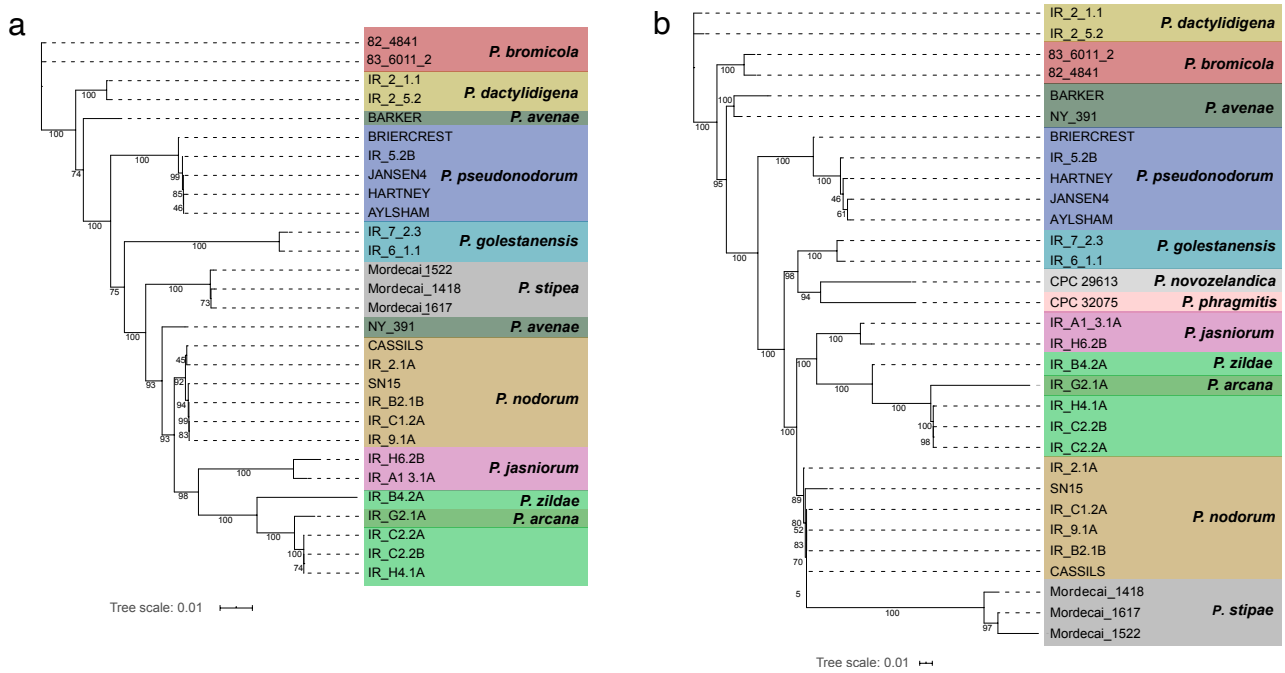 a
82_4841
83_6011_2
P. bromicola
IR_2_1.1
IR_2_5.2
P. dactylidigena
BARKER
P. avenae
BRIERCREST
IR_5.2B
JANSEN4
HARTNEY
AYLSHAM
P. pseudonodorum
IR_7_2.3
IR_6_1.1
P. golestanensis
Mordecai_1522
Mordecai_1418
Mordecai_1617
P. stipea
NY_391
P. avenae
CASSILS
IR_2.1A
SN15
IR_B2.1B
IR_C1.2A
IR_9.1A
P. nodorum
IR_H6.2B
IR_A1 3.1A
P. jasniorum
IR_B4.2A
P. zildae
IR_G2.1A
P. arcana
IR_C2.2A
IR_C2.2B
IR_H4.1A
100
100
74
100
100
99
85
46
100
75
100
73
93
45
92
94
99
83
93
100
98
100
100
100
74
Tree scale: 0.01
b
IR_2_1.1
IR_2_5.2
P. dactylidigena
83_6011_2
82_4841
P. bromicola
BARKER
NY_391
P. avenae
BRIERCREST
IR_5.2B
HARTNEY
JANSEN4
AYLSHAM
P. pseudonodorum
IR_7_2.3
IR_6_1.1
P. golestanensis
CPC 29613
P. novozelandica
CPC 32075
P. phragmitis
IR_A1_3.1A
IR_H6.2B
P. jasniorum
IR_B4.2A
P. zildae
IR_G2.1A
P. arcana
IR_H4.1A
IR_C2.2B
IR_C2.2A
IR_2.1A
SN15
IR_C1.2A
IR_9.1A
IR_B2.1B
CASSILS
P. nodorum
Mordecai_1418
Mordecai_1617
Mordecai_1522
P. stipae
100
100
100
95
100
100
46
61
100
100
98
94
100
100
100
100
100
100
98
89
80
52
83
70
5
100
97
Tree scale: 0.01